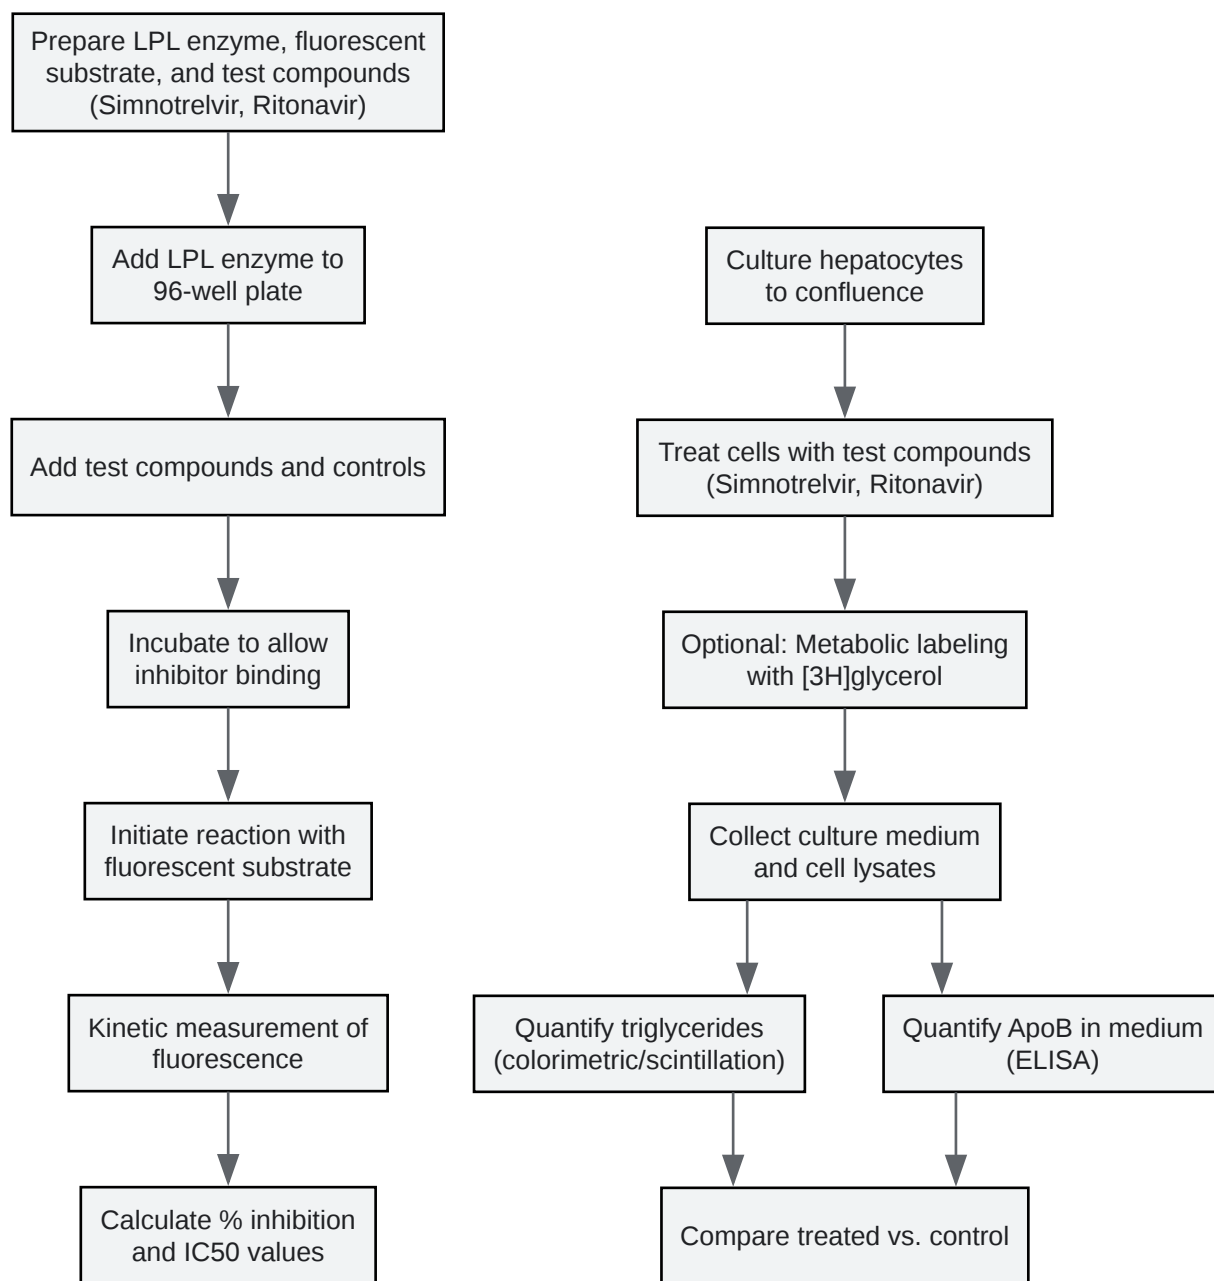 Prepare LPL enzyme, fluorescent
substrate, and test compounds
(Simnotrelvir, Ritonavir)
Add LPL enzyme to
96-well plate
Add test compounds and controls
Incubate to allow
inhibitor binding
Initiate reaction with
fluorescent substrate
Kinetic measurement of
fluorescence
Calculate % inhibition
and IC50 values
Culture hepatocytes
to confluence
Treat cells with test compounds
(Simnotrelvir, Ritonavir)
Optional: Metabolic labeling
with [3H]glycerol
Collect culture medium
and cell lysates
Quantify triglycerides
(colorimetric/scintillation)
Quantify ApoB in medium
(ELISA)
Compare treated vs. control